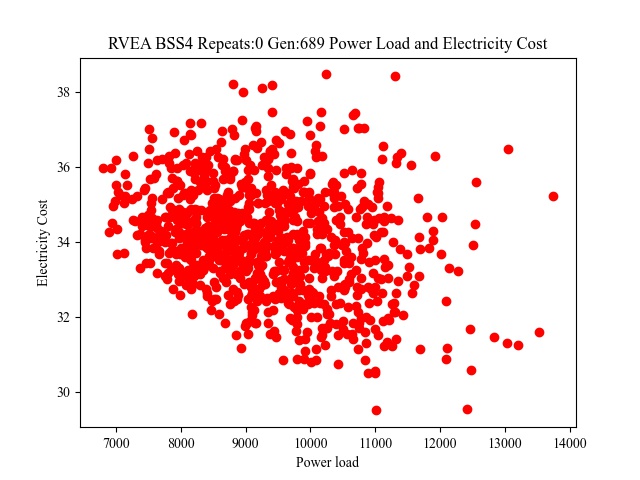 RVEA BSS4 Repeats:0 Gen:689 Power Load and Electricity Cost
38
36
34
32
30
Electricity Cost
7000 8000 9000 10000 11000 12000 13000 14000
Power load